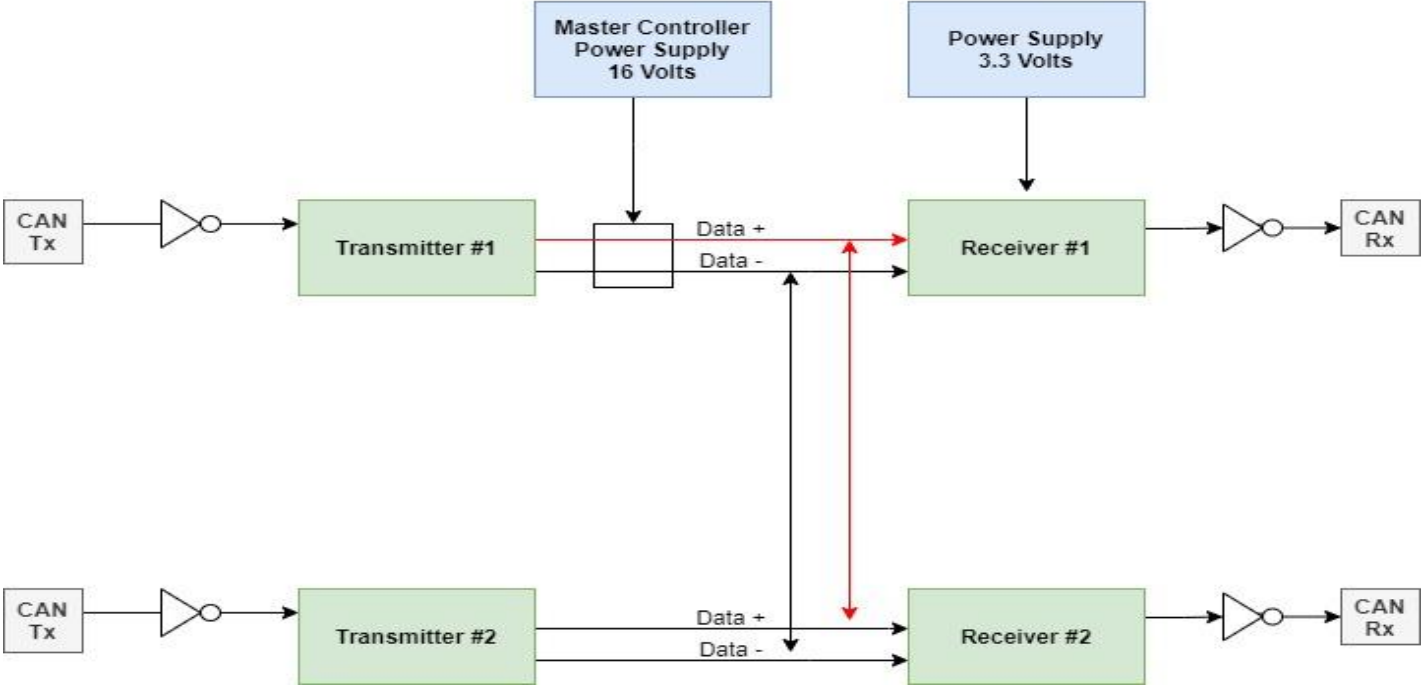 Master Controller
Power Supply
16 Volts
Power Supply
3.3 Volts
CAN
Tx
Transmitter #1
Data +
Data -
Receiver #1
CAN
Rx
CAN
Tx
Transmitter #2
Data +
Data -
Receiver #2
CAN
Rx